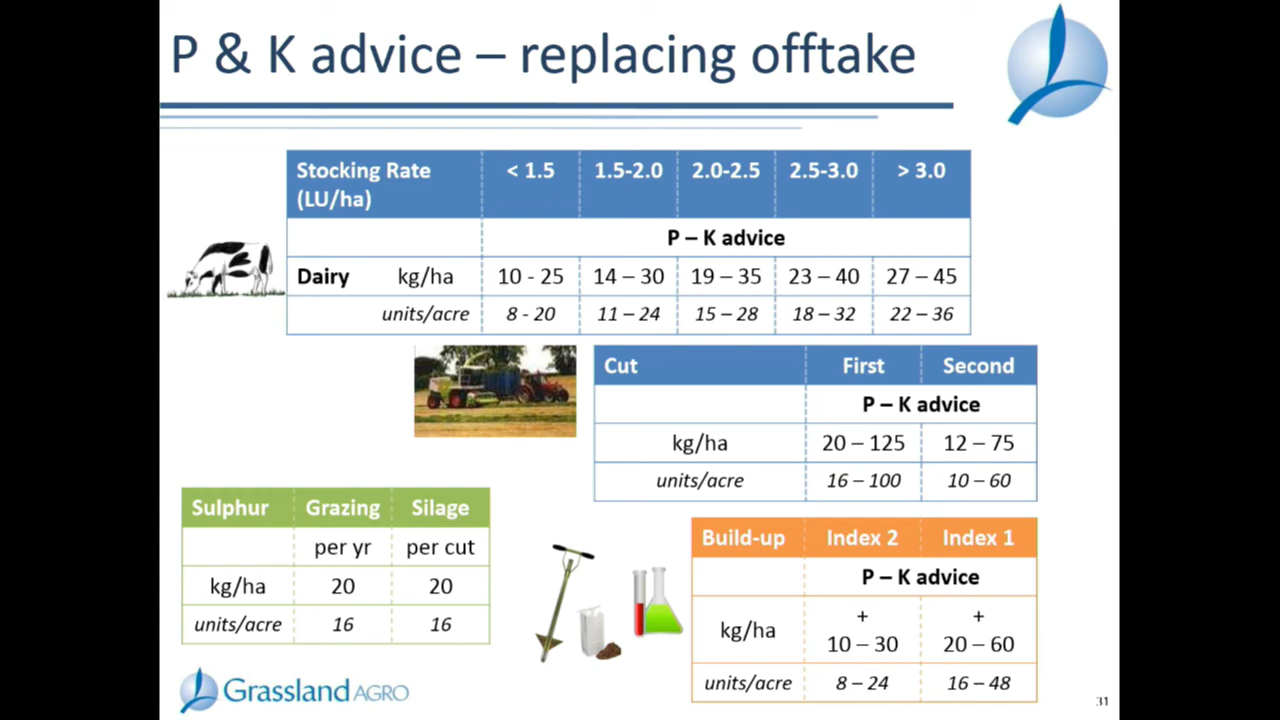 P & K advice – replacing offtake
Stocking Rate (LU/ha) < 1.5 1.5-2.0 2.0-2.5 2.5-3.0 > 3.0
P – K advice
Dairy kg/ha 10 - 25 14 – 30 19 – 35 23 – 40 27 – 45
units/acre 8 - 20 11 – 24 15 – 28 18 – 32 22 – 36
Cut First Second
P – K advice
kg/ha 20 – 125 12 – 75
units/acre 16 – 100 10 – 60
Sulphur Grazing Silage
per yr per cut
kg/ha 20 20
units/acre 16 16
Build-up Index 2 Index 1
P – K advice
+ +
kg/ha 10 – 30 20 – 60
units/acre 8 – 24 16 – 48
Grassland AGRO
31